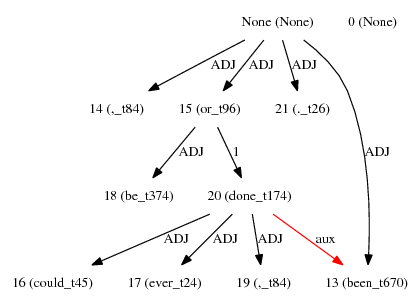 None (None) 0 (None)
ADJ ADJ ADJ
14 (,_t84) 15 (or_t96) 21 (._t26)
ADJ 1 ADJ
18 (be_t374) 20 (done_t174)
ADJ ADJ ADJ aux
16 (could_t45) 17 (ever_t24) 19 (,_t84) 13 (been_t670)